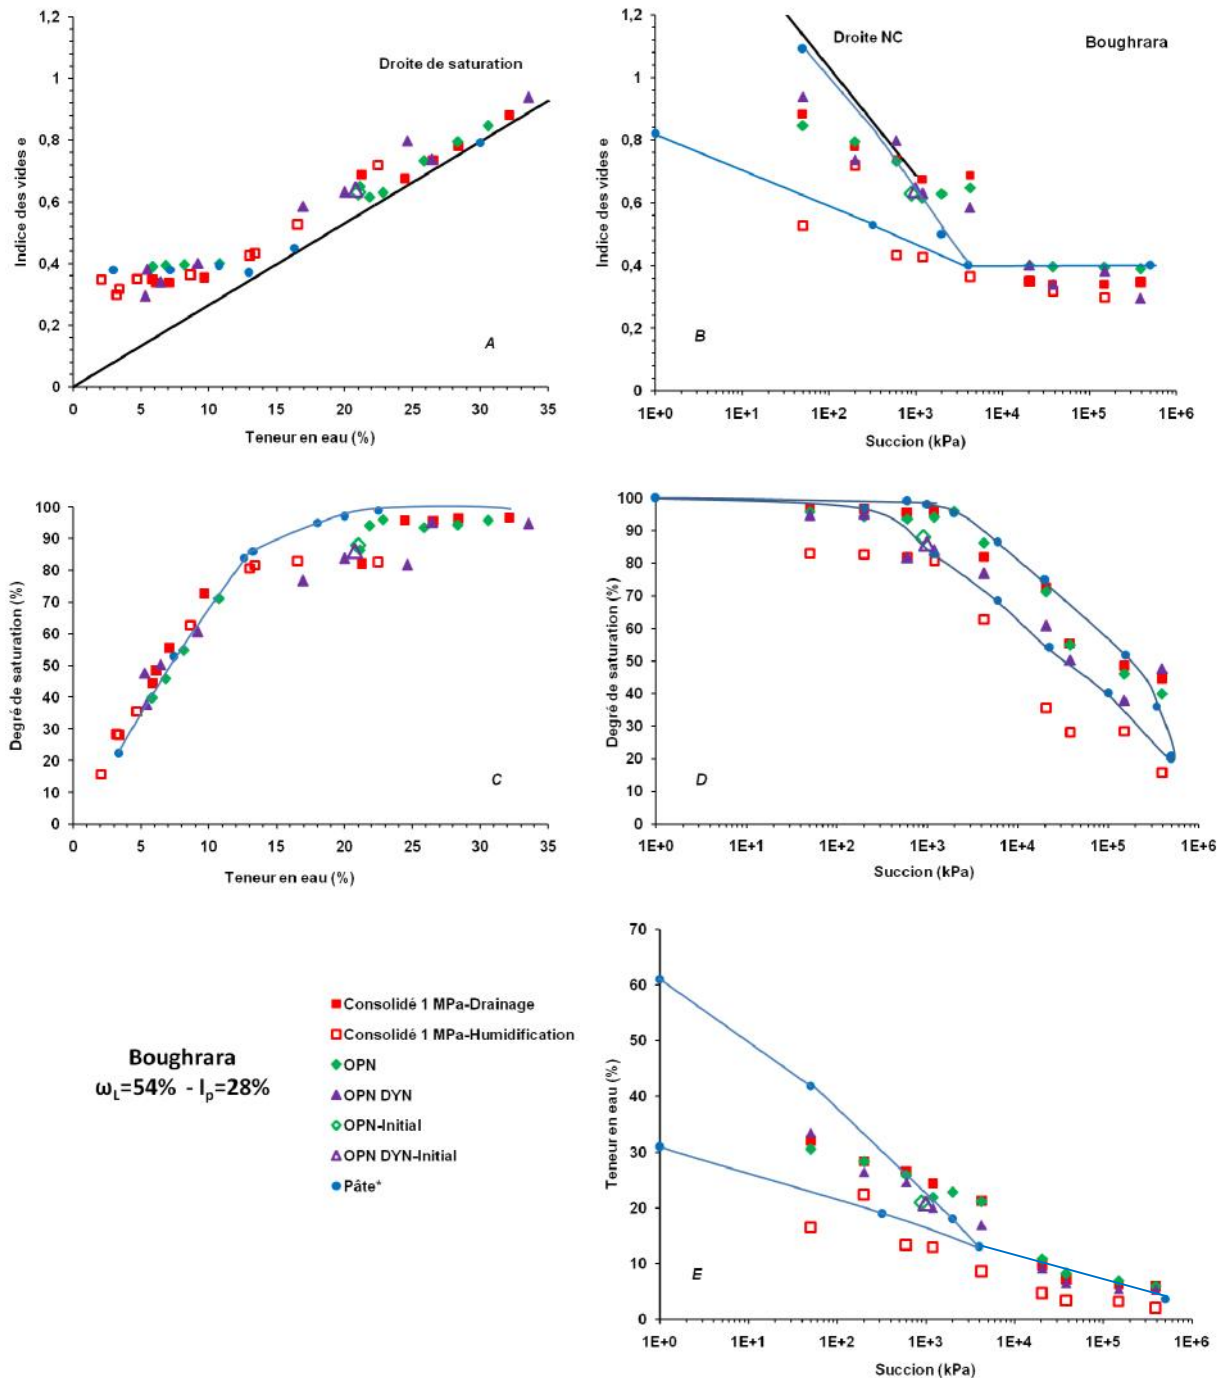 1,2
1
0,8
0,6
0,4
0,2
0
Indice des vides e
Droite de saturation
A
0 5 10 15 20 25 30 35
Teneur en eau (%)
1,2
1
0,8
0,6
0,4
0,2
0
Indice des vides e
Droite NC
Boughrara
B
1E+0 1E+1 1E+2 1E+3 1E+4 1E+5 1E+6
Succion (kPa)
100
90
80
70
60
50
40
30
20
10
0
Degré de saturation (%)
C
0 5 10 15 20 25 30 35
Teneur en eau (%)
100
90
80
70
60
50
40
30
20
10
0
Degré de saturation (%)
D
1E+0 1E+1 1E+2 1E+3 1E+4 1E+5 1E+6
Succion (kPa)
Boughrara
ωL=54% - Ip=28%
Consolidé 1 MPa-Drainage
Consolidé 1 MPa-Humidification
OPN
OPN DYN
OPN-Initial
OPN DYN-Initial
Pâte*
70
60
50
40
30
20
10
0
Teneur en eau (%)
E
1E+0 1E+1 1E+2 1E+3 1E+4 1E+5 1E+6
Succion (kPa)